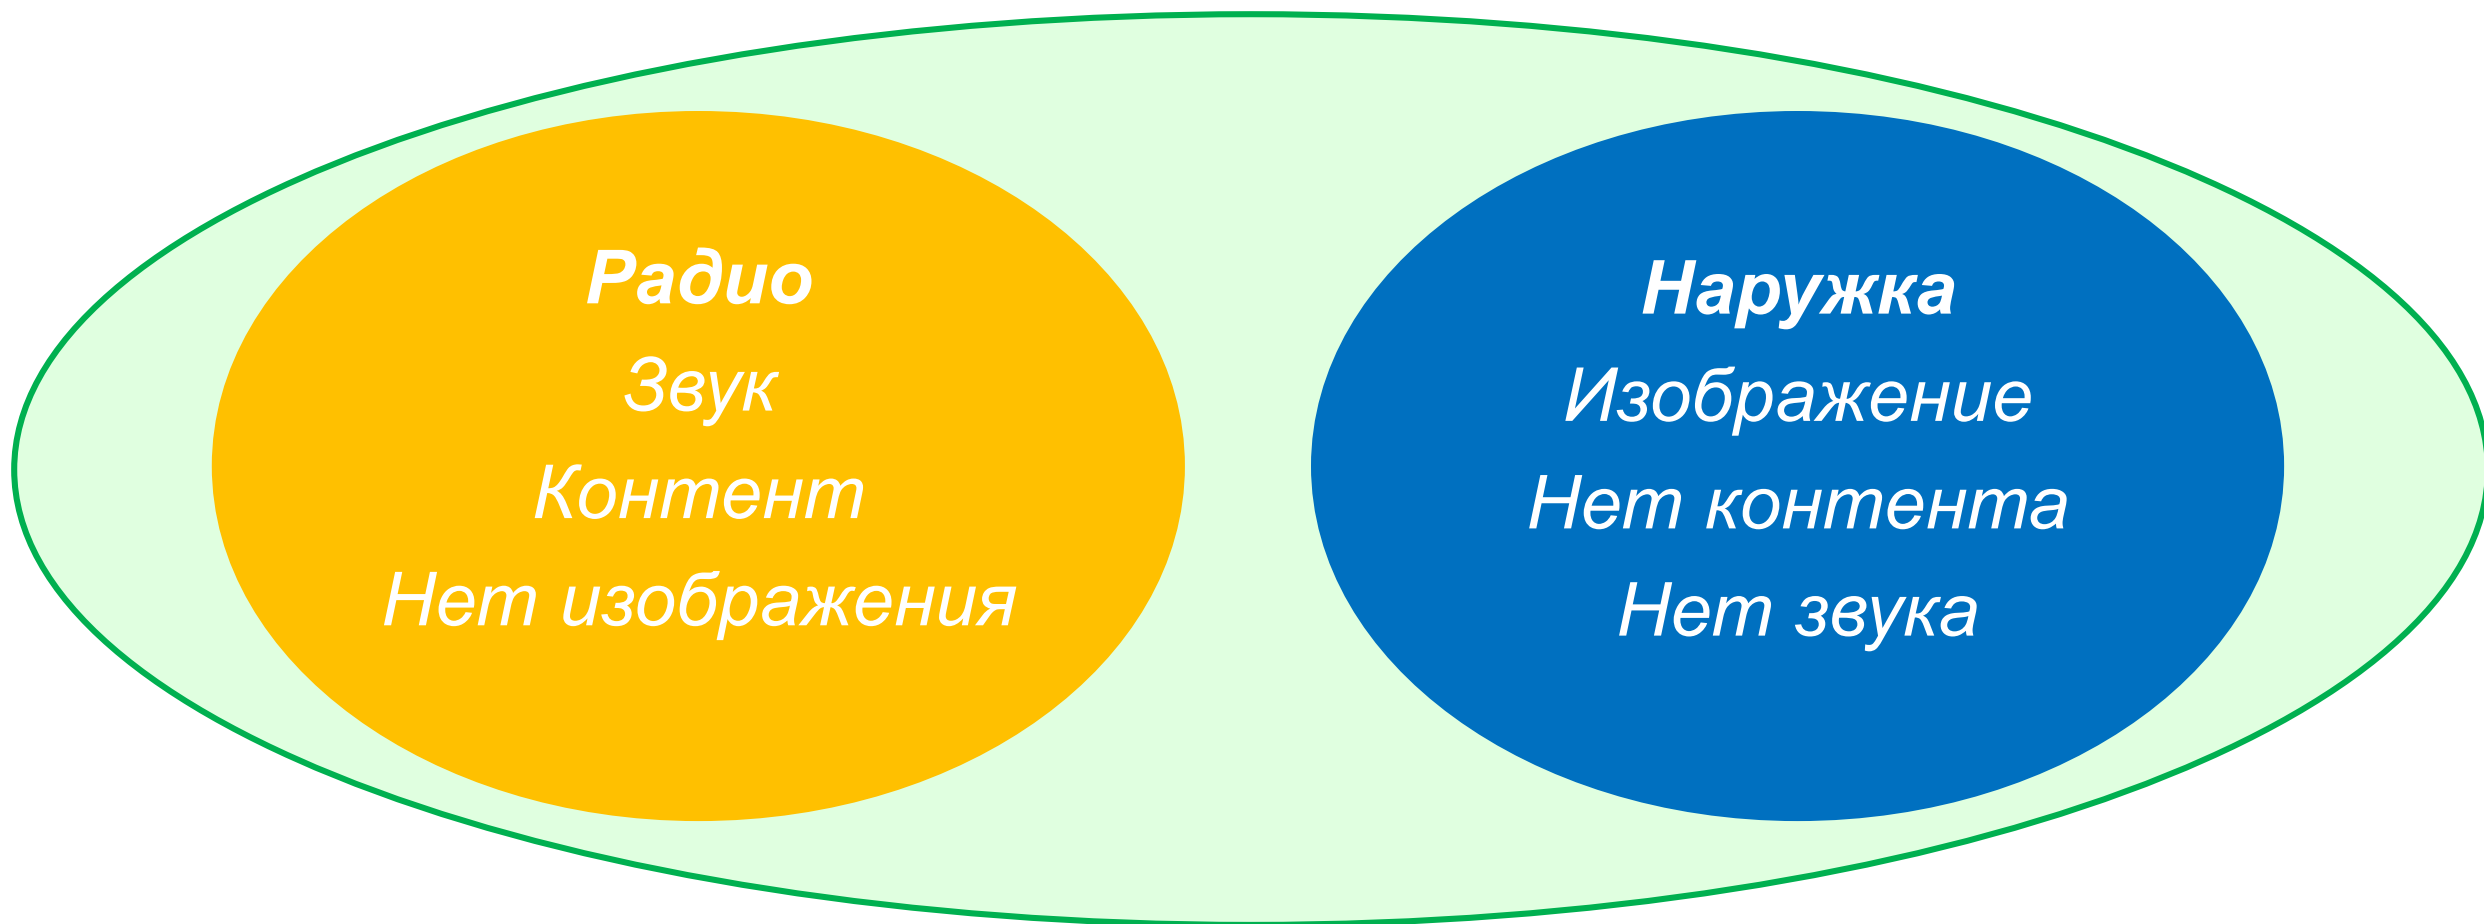 Радио
Звук
Контент
Нет изображения
Наружка
Изображение
Нет контента
Нет звука